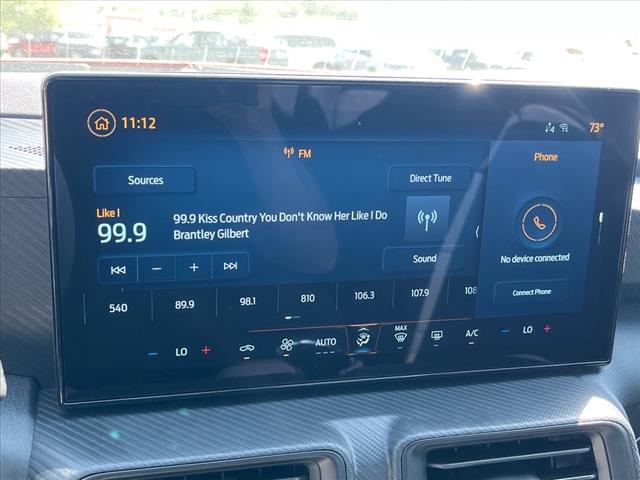 11:12
73°
FM
Phone
Sources
Direct Tune
Like I
99.9
99.9 Kiss Country You Don't Know Her Like I Do
Brantley Gilbert
No device connected
Sound
Connect Phone
540 89.9 98.1 810 106.3 107.9 108
LO AUTO MAX A/C LO